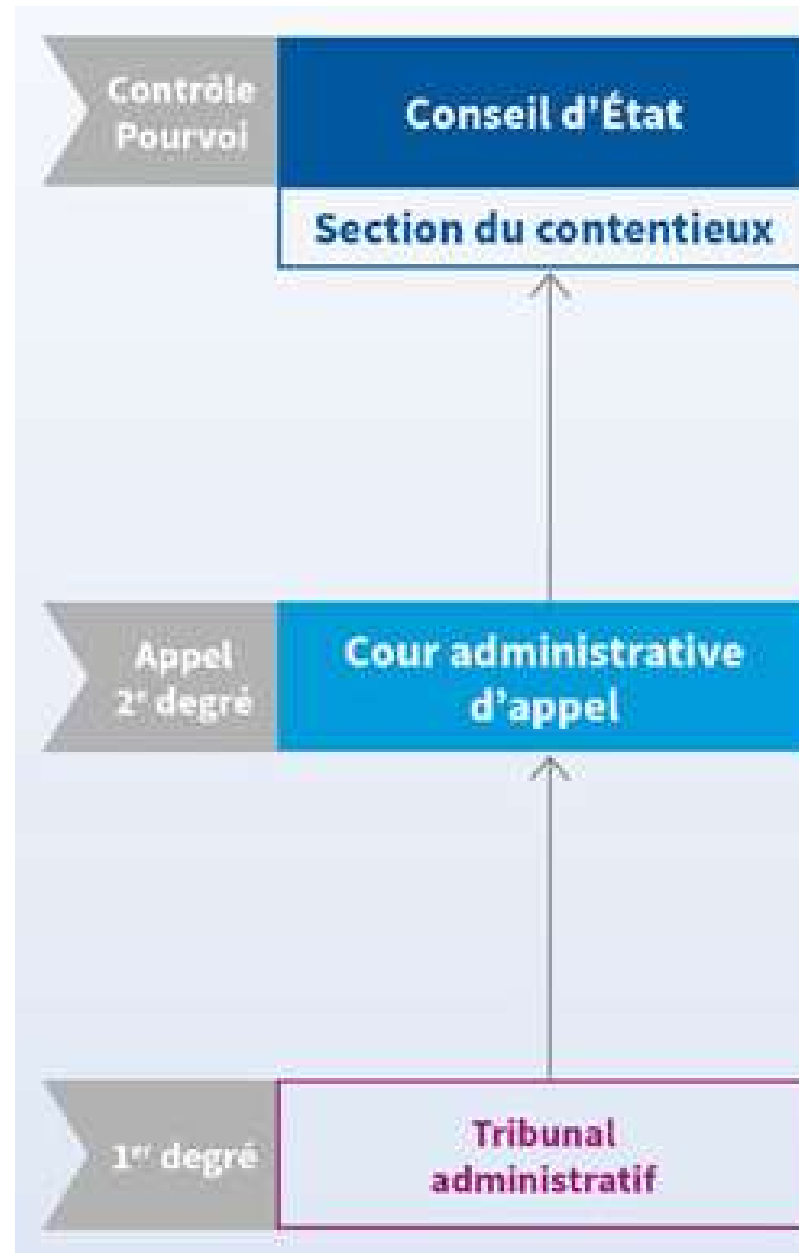 Contrôle
Pourvoi
Conseil d'État
Section du contentieux
Appel
2e degré
Cour administrative
d'appel
1er degré
Tribunal
administratif